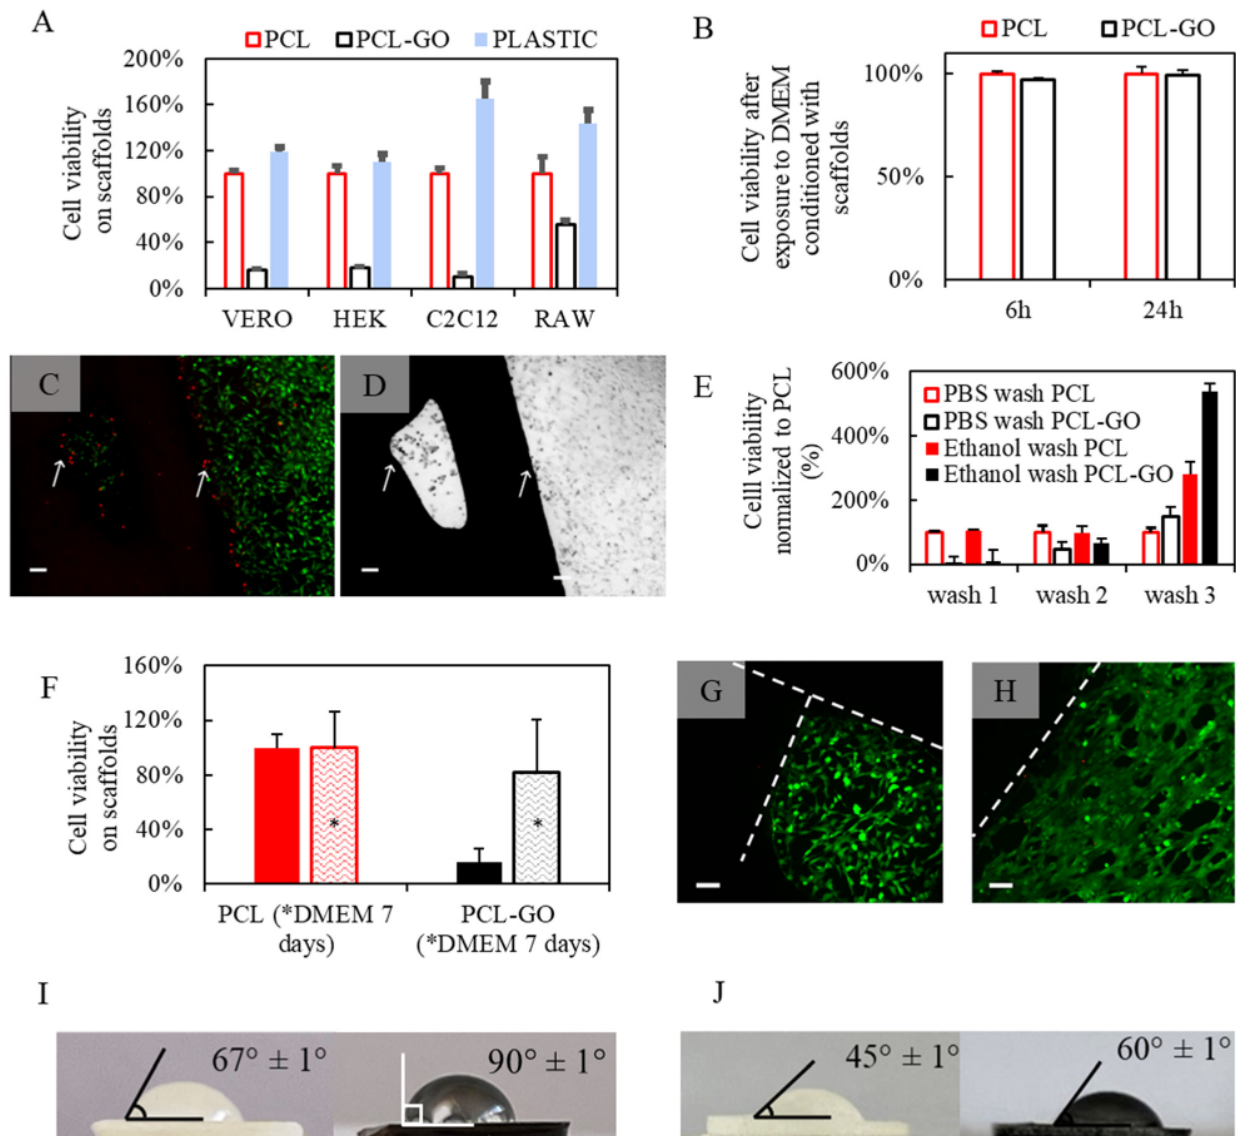 A
PCL PCL-GO PLASTIC
Cell viability
on scaffolds
200%
160%
120%
80%
40%
0%
VERO HEK C2C12 RAW
B
PCL PCL-GO
Cell viability after
exposure to DMEM
conditioned with
scaffolds
100%
50%
0%
6h 24h
C
D
E
Cell viability
normalized to PCL
(%)
600%
400%
200%
0%
PBS wash PCL
PBS wash PCL-GO
Ethanol wash PCL
Ethanol wash PCL-GO
wash 1 wash 2 wash 3
F
Cell viability
on scaffolds
160%
120%
80%
40%
0%
* *
PCL (*DMEM 7
days)
PCL-GO
(*DMEM 7 days)
G
H
I
67° ± 1° 90° ± 1°
J
45° ± 1° 60° ± 1°